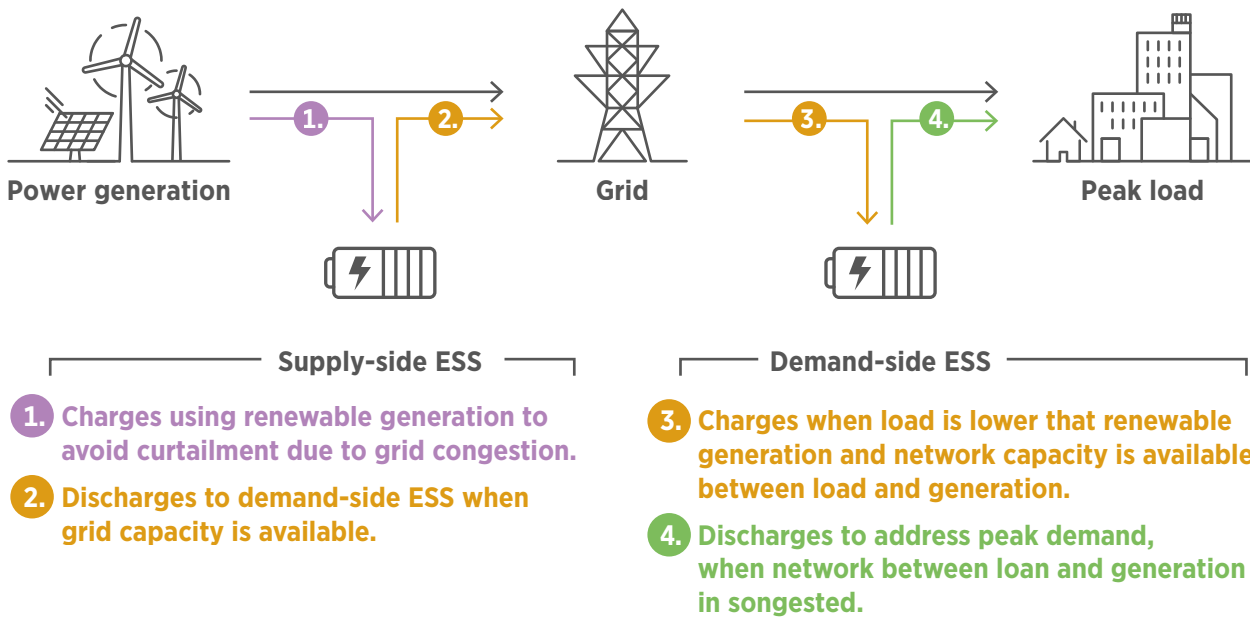 1.
2.
3.
4.
Power generation
Grid
Peak load
Supply-side ESS
1. Charges using renewable generation to
avoid curtailment due to grid congestion.
2. Discharges to demand-side ESS when
grid capacity is available.
Demand-side ESS
3. Charges when load is lower that renewable
generation and network capacity is available
between load and generation.
4. Discharges to address peak demand,
when network between loan and generation
in songested.